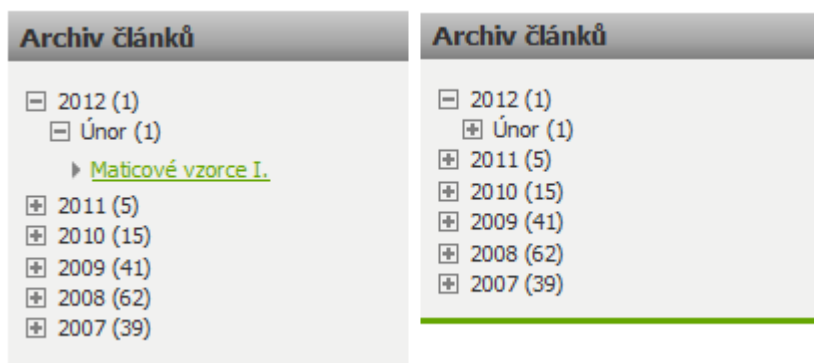 Archiv článků
2012 (1)
Únor (1)
Maticové vzorce I.
2011 (5)
2010 (15)
2009 (41)
2008 (62)
2007 (39)
Archiv článků
2012 (1)
Únor (1)
2011 (5)
2010 (15)
2009 (41)
2008 (62)
2007 (39)